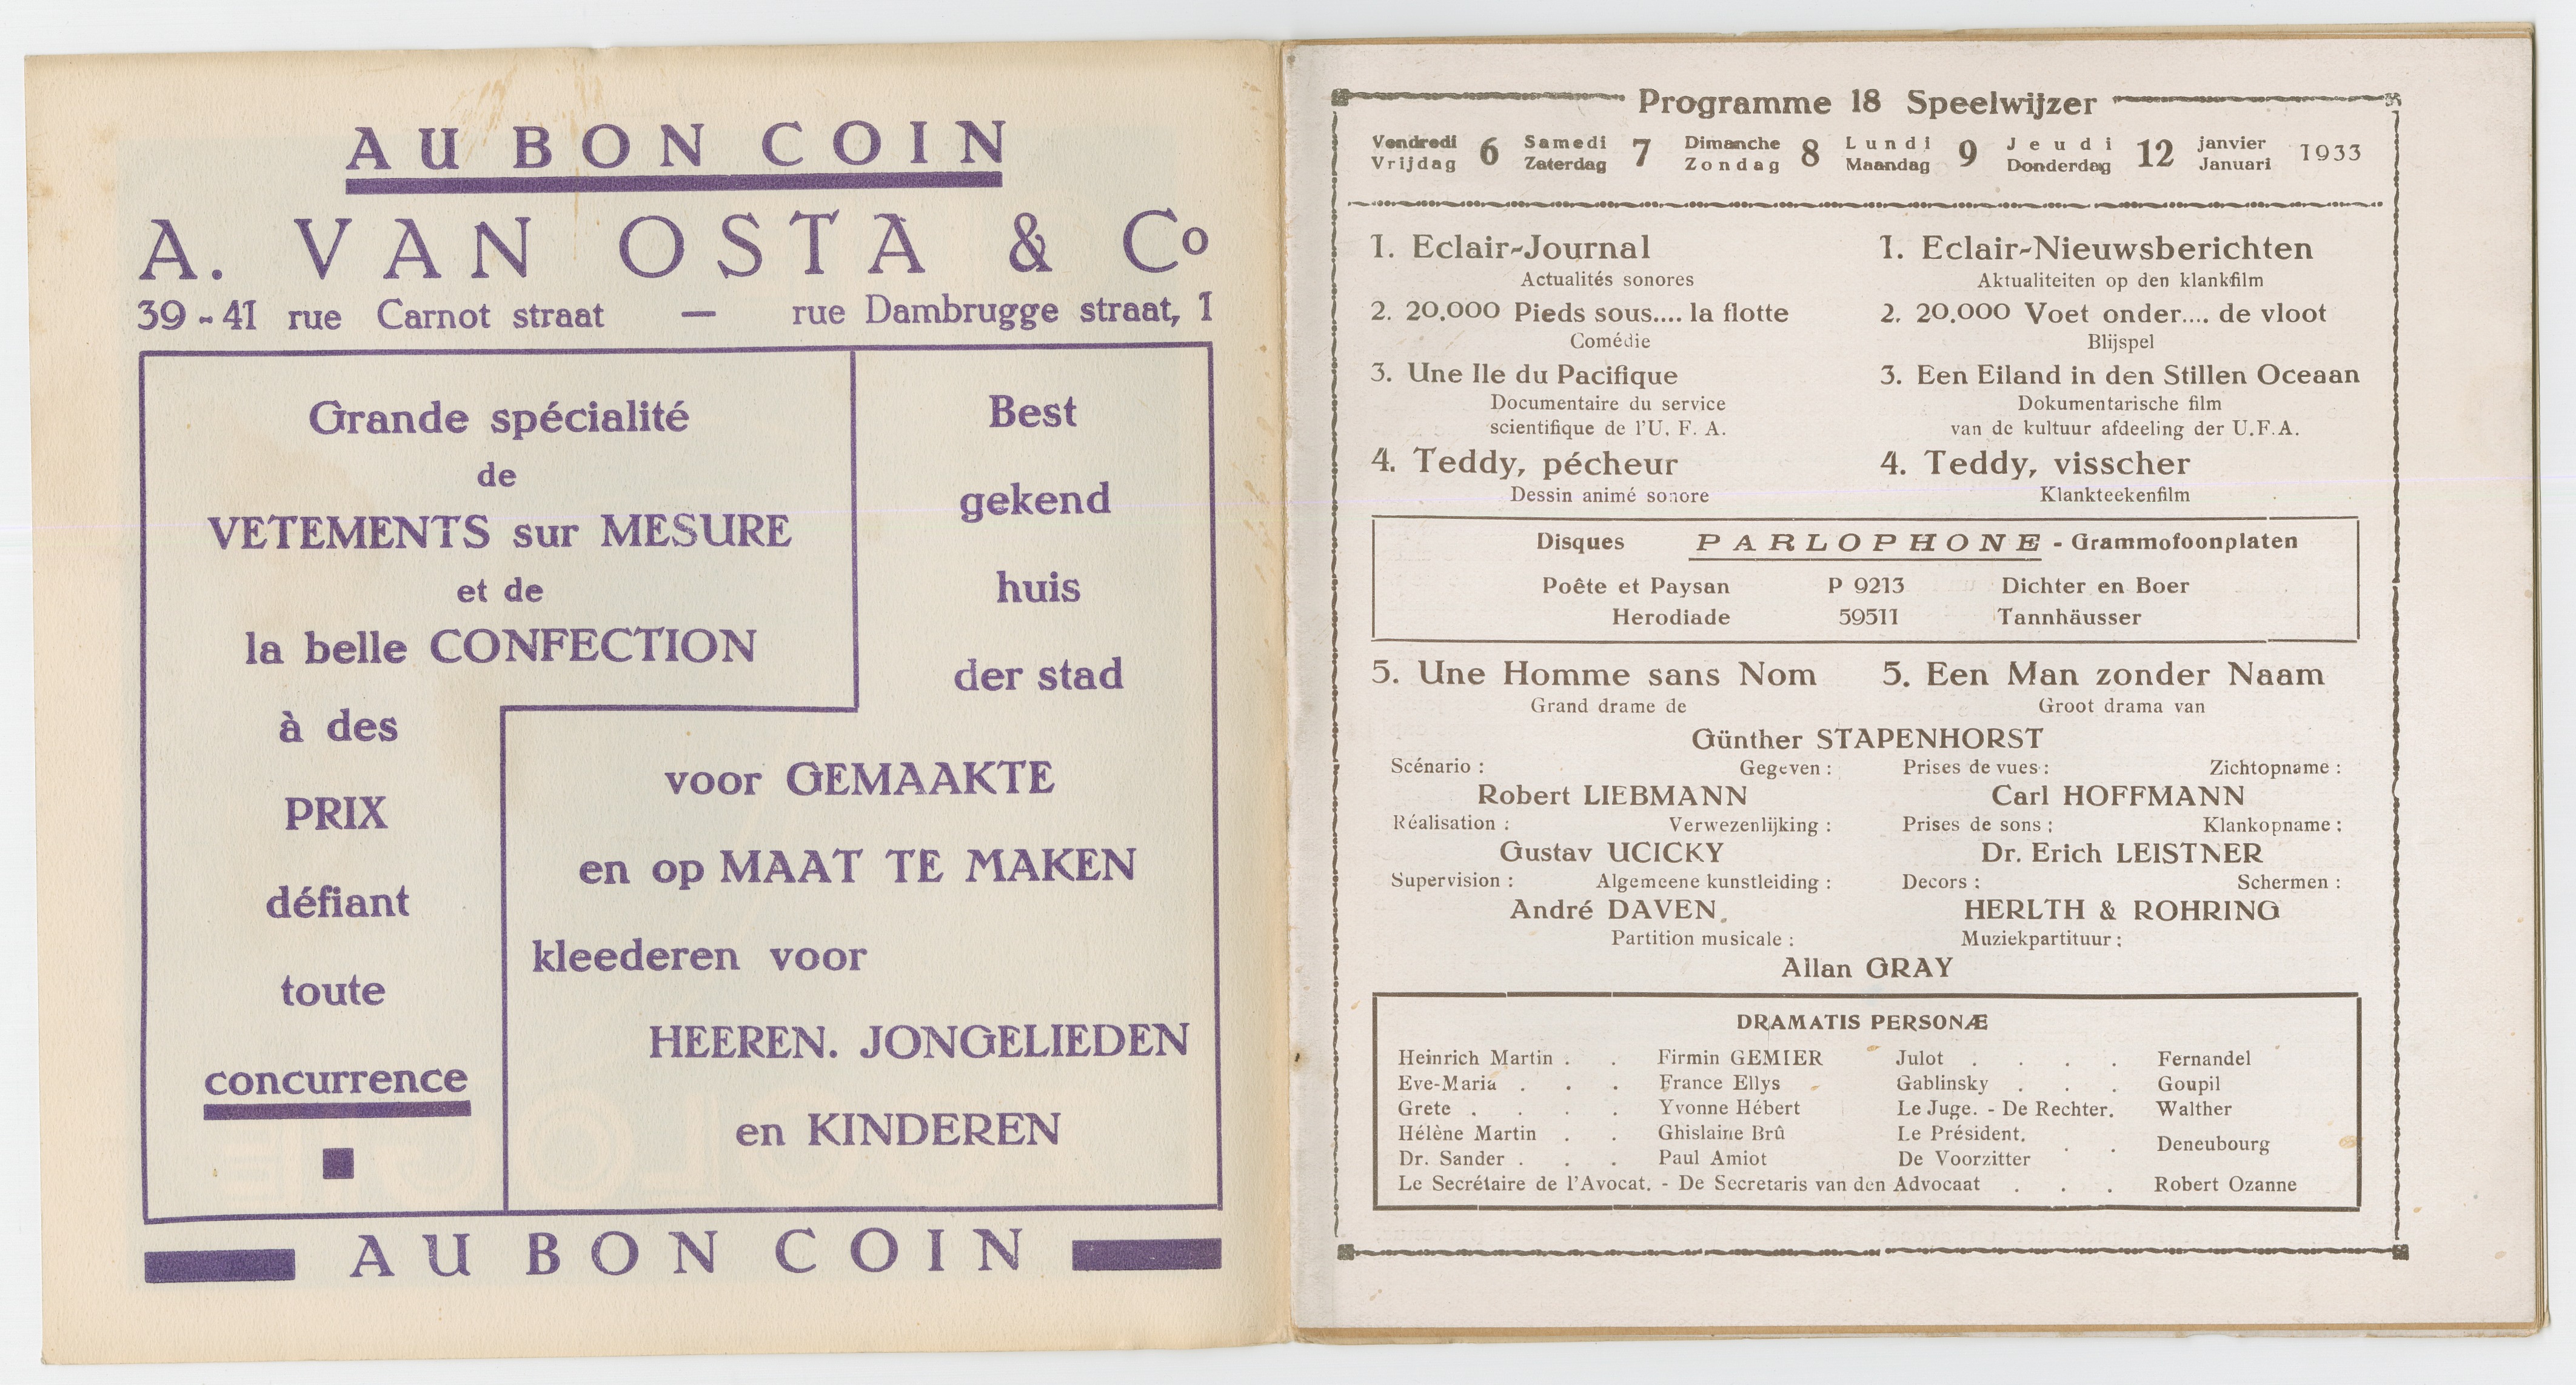 AU BON COIN
A. VAN OSTA & Co
39-41 rue Carnot straat — rue Dambrugge straat, 1
Grande spécialité
de
VETEMENTS sur MESURE
et de
la belle CONFECTION
à des
PRIX
défiant
toute
concurrence
Best
gekend
huis
der stad
voor GEMAAKTE
en op MAAT TE MAKEN
kleederen voor
HEEREN. JONGELIEDEN
en KINDEREN
AU BON COIN
Programme 18 Speelwijzer
Vendredi 6 Samedi 7 Dimanche 8 Lundi 9 Jeudi 12 janvier 1933
Vrijdag Zaterdag Zondag Maandag Donderdag Januari
1. Eclair-Journal
Actualités sonores
2. 20.000 Pieds sous.... la flotte
Comédie
3. Une Ile du Pacifique
Documentaire du service
scientifique de l'U. F. A.
4. Teddy, pécheur
Dessin animé sonore
1. Eclair-Nieuwsberichten
Aktualiteiten op den klankfilm
2. 20.000 Voet onder.... de vloot
Blijspel
3. Een Eiland in den Stillen Oceaan
Dokumentarische film
van de kultuur afdeeling der U.F.A.
4. Teddy, visscher
Klankteekenfilm
Disques PARLOPHONE - Grammofoonplaten
Poête et Paysan P 9213 Dichter en Boer
Herodiade 59511 Tannhäusser
5. Une Homme sans Nom 5. Een Man zonder Naam
Grand drame de Groot drama van
Günther STAPENHORST
Scénario : Gegeven : Prises de vues : Zichtopname :
Robert LIEBMANN Carl HOFFMANN
Réalisation : Verwezenlijking : Prises de sons : Klankopname :
Gustav UCICKY Dr. Erich LEISTNER
Supervision : Algemeene kunstleiding : Decors : Schermen :
André DAVEN. HERLTH & ROHRING
Partition musicale : Muziekpartituur :
Allan GRAY
DRAMATIS PERSONÆ
Heinrich Martin . . Firmin GEMIER Julot . . . . Fernandel
Eve-Maria . . . France Ellys Gablinsky . . . Goupil
Grete . . . . Yvonne Hébert Le Juge. - De Rechter. Walther
Hélène Martin . . Ghislaine Brû Le Président.
Dr. Sander . . . Paul Amiot De Voorzitter . . Deneubourg
Le Secrétaire de l'Avocat. - De Secretaris van den Advocaat . . . Robert Ozanne